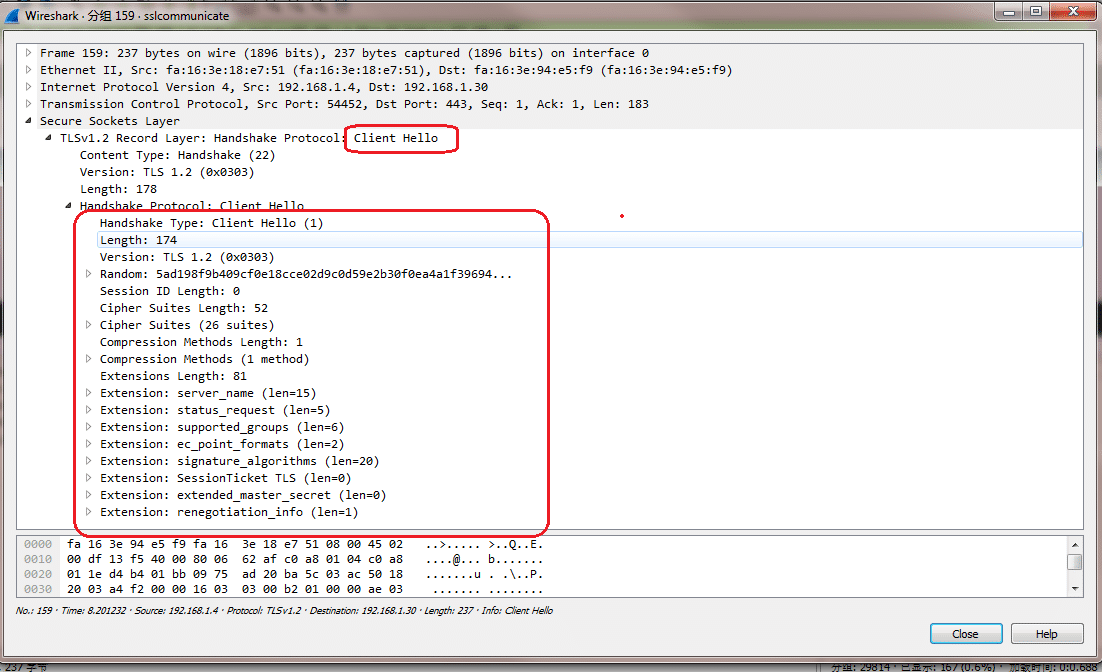 Wireshark · 分组 159 · sslcommunicate
Frame 159: 237 bytes on wire (1896 bits), 237 bytes captured (1896 bits) on interface 0
Ethernet II, Src: fa:16:3e:18:e7:51 (fa:16:3e:18:e7:51), Dst: fa:16:3e:94:e5:f9 (fa:16:3e:94:e5:f9)
Internet Protocol Version 4, Src: 192.168.1.4, Dst: 192.168.1.30
Transmission Control Protocol, Src Port: 54452, Dst Port: 443, Seq: 1, Ack: 1, Len: 183
Secure Sockets Layer
TLSv1.2 Record Layer: Handshake Protocol: Client Hello
Content Type: Handshake (22)
Version: TLS 1.2 (0x0303)
Length: 178
Handshake Protocol: Client Hello
Handshake Type: Client Hello (1)
Length: 174
Version: TLS 1.2 (0x0303)
Random: 5ad198f9b409cf0e18cce02d9c0d59e2b30f0ea4a1f39694...
Session ID Length: 0
Cipher Suites Length: 52
Cipher Suites (26 suites)
Compression Methods Length: 1
Compression Methods (1 method)
Extensions Length: 81
Extension: server_name (len=15)
Extension: status_request (len=5)
Extension: supported_groups (len=6)
Extension: ec_point_formats (len=2)
Extension: signature_algorithms (len=20)
Extension: SessionTicket TLS (len=0)
Extension: extended_master_secret (len=0)
Extension: renegotiation_info (len=1)
0000 fa 16 3e 94 e5 f9 fa 16 3e 18 e7 51 08 00 45 02 ..>..... >..Q..E.
0010 00 df 13 f5 40 00 80 06 62 af c0 a8 01 04 c0 a8 ....@... b.......
0020 01 1e d4 b4 01 bb 09 75 ad 20 ba 5c 03 ac 50 18 .......u . .\..P.
0030 20 03 a4 f2 00 00 16 03 03 00 b2 01 00 00 ae 03 ....... ........
No.: 159 · Time: 8.201232 · Source: 192.168.1.4 · Protocol: TLSv1.2 · Destination: 192.168.1.30 · Length: 237 · Info: Client Hello
Close Help
237 字节 分组: 29814 · 已显示: 167 (0.6%) · 加载时间: 0:0.688